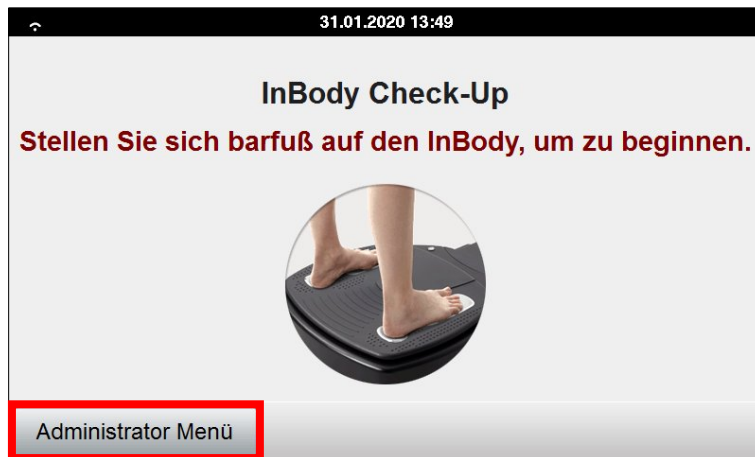 31.01.2020 13:49
InBody Check-Up
Stellen Sie sich barfuß auf den InBody, um zu beginnen.
Administrator Menü